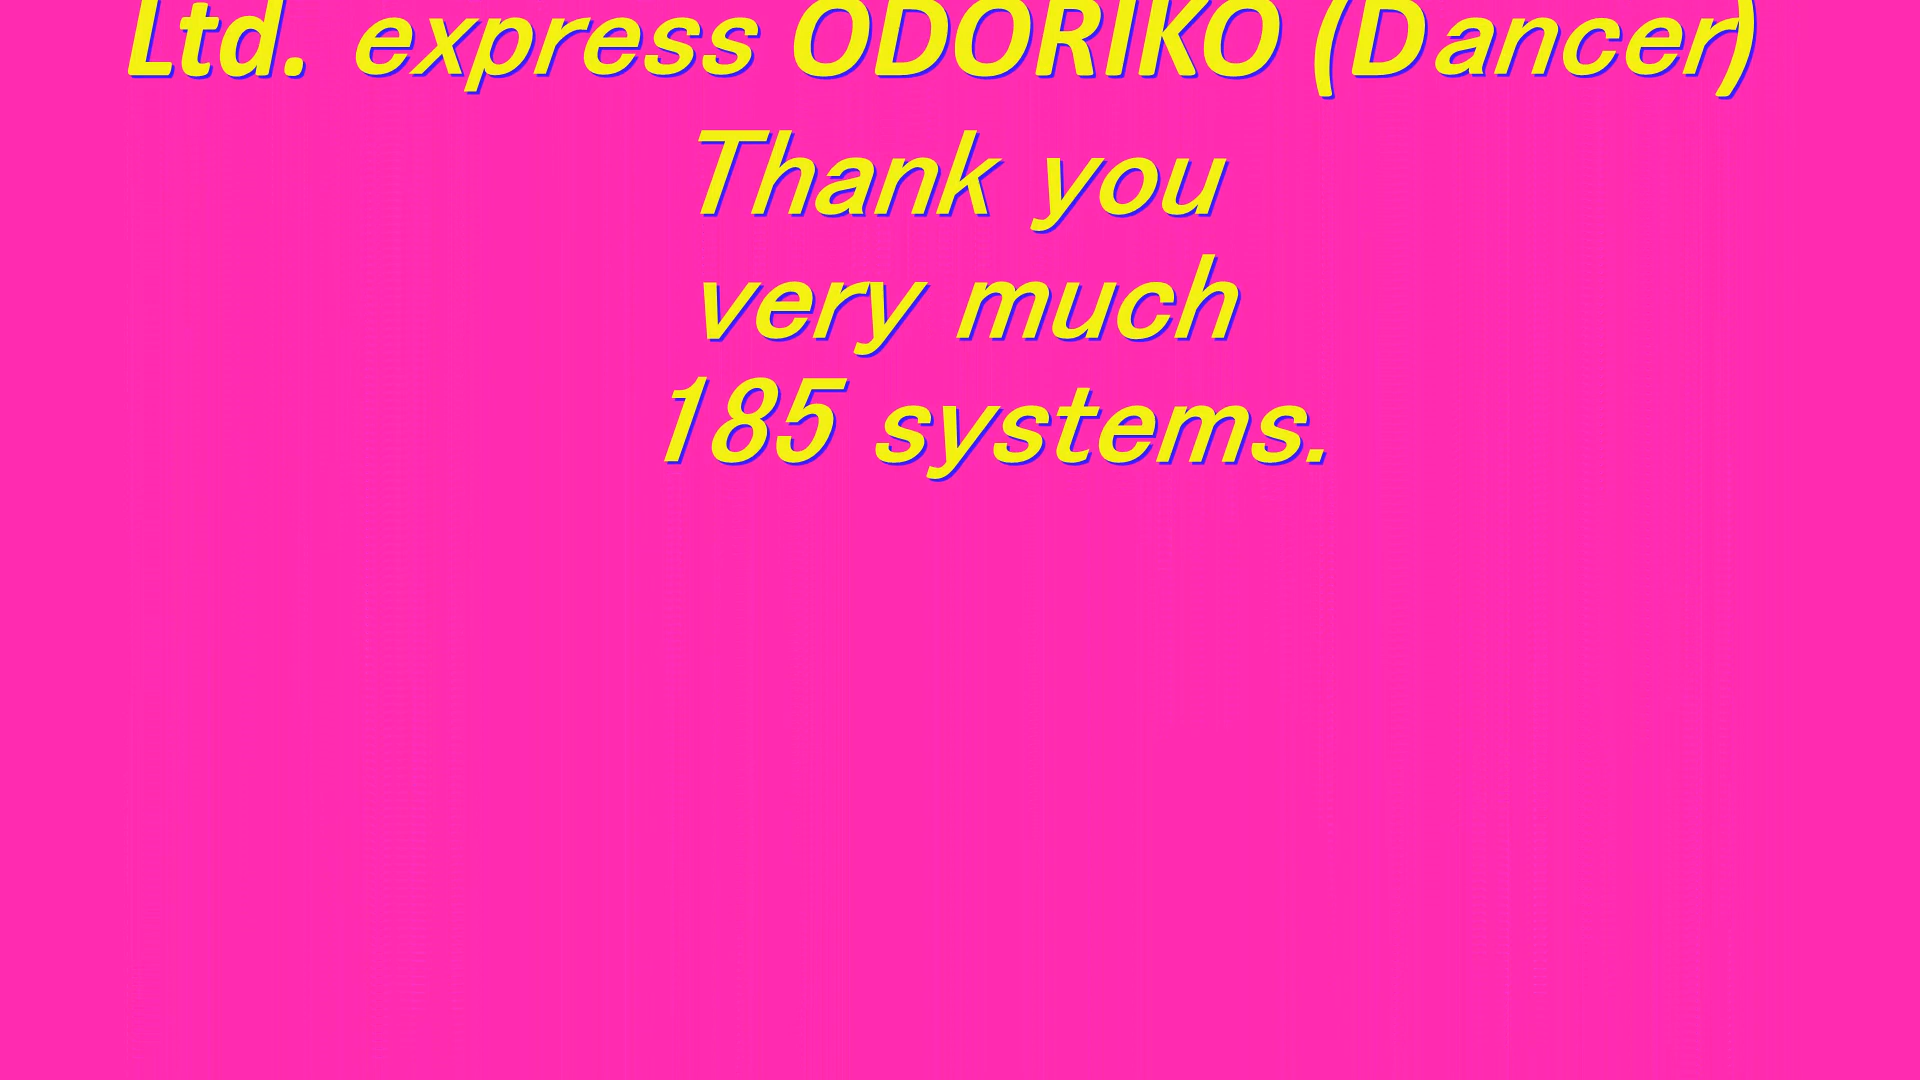 Ltd. express ODORIKO (Dancer)
Thank you
very much
185 systems.